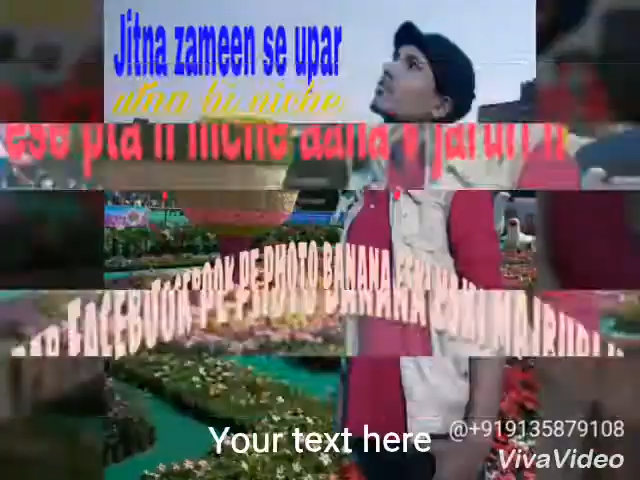 Jitna zameen se upar
utna hi niche
pta h niche aana v jaruri h
FACEBOOK PE PHOTO BANANA
Your text here
@+919135879108
VivaVideo